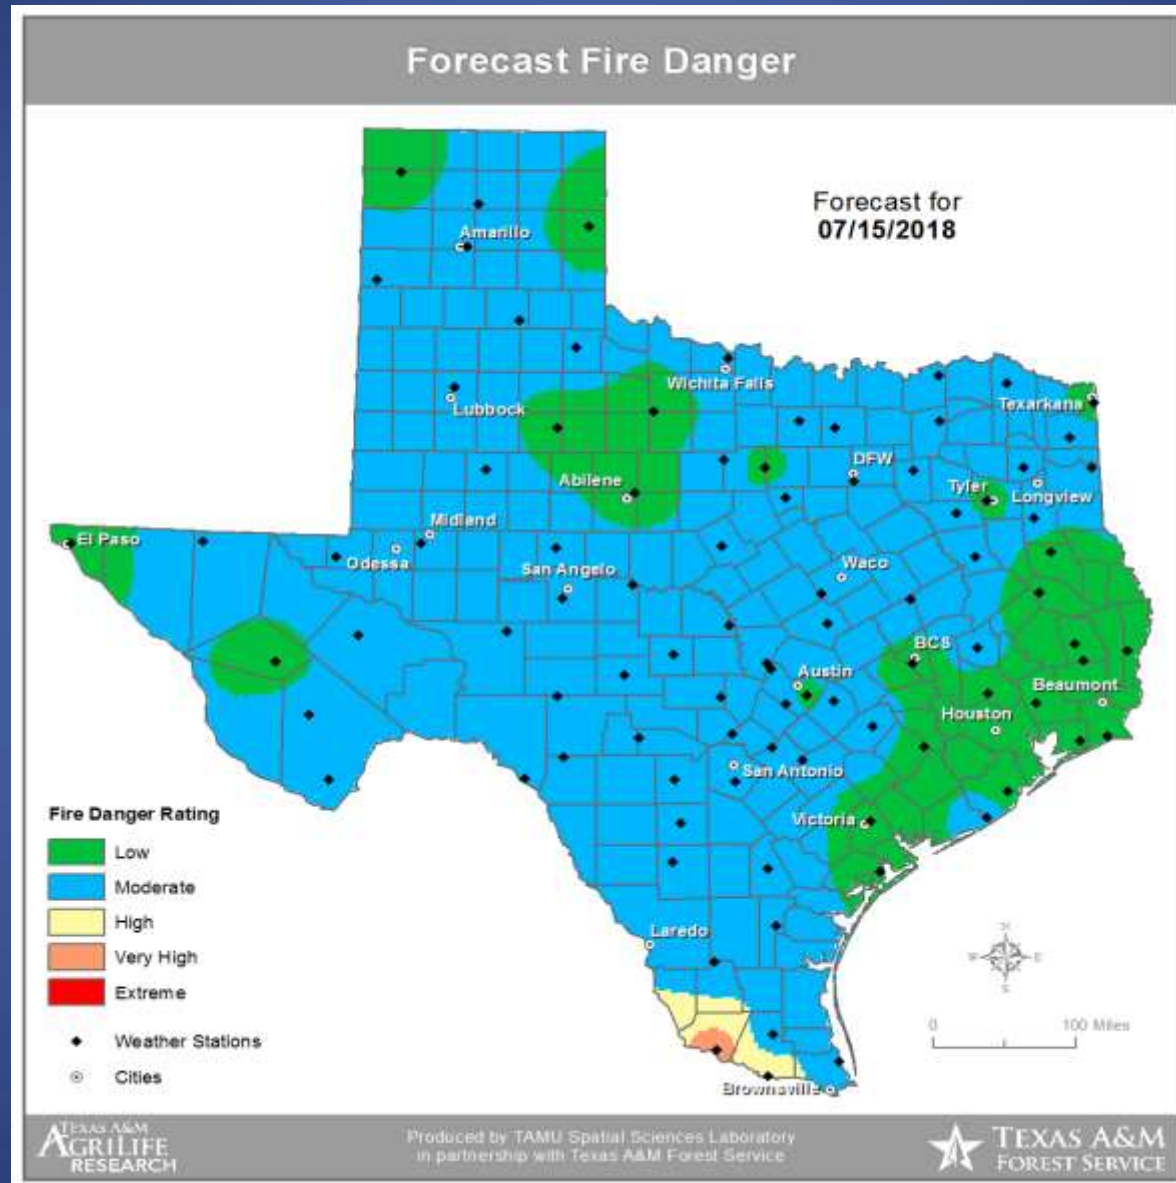 Forecast Fire Danger
Forecast for
07/15/2018
Amarillo
Wichita Falls
Lubbock
Texarkana
DFW
Abilene
Tyler
Longview
Midland
El Paso
Odessa
San Angelo
Waco
BCS
Austin
Beaumont
Houston
San Antonio
Victoria
Laredo
Brownsville
Fire Danger Rating
Low
Moderate
High
Very High
Extreme
Weather Stations
Cities
N
W E
S
0 100 Miles
TEXAS A&M
AGRILIFE
RESEARCH
Produced by TAMU Spatial Sciences Laboratory
in partnership with Texas A&M Forest Service
TEXAS A&M
FOREST SERVICE